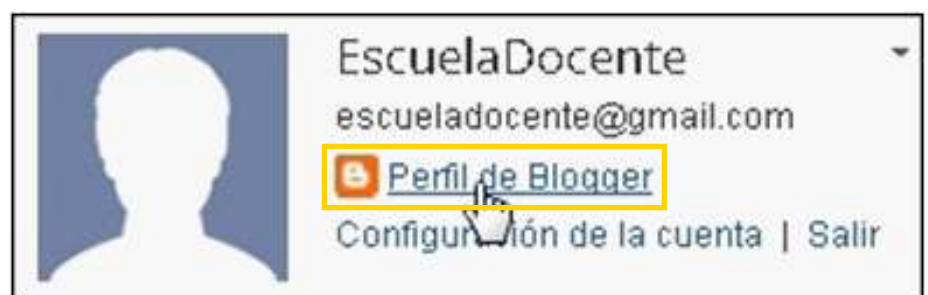 EscuelaDocente
escueladocente@gmail.com
Perfil de Blogger
Configuración de la cuenta | Salir